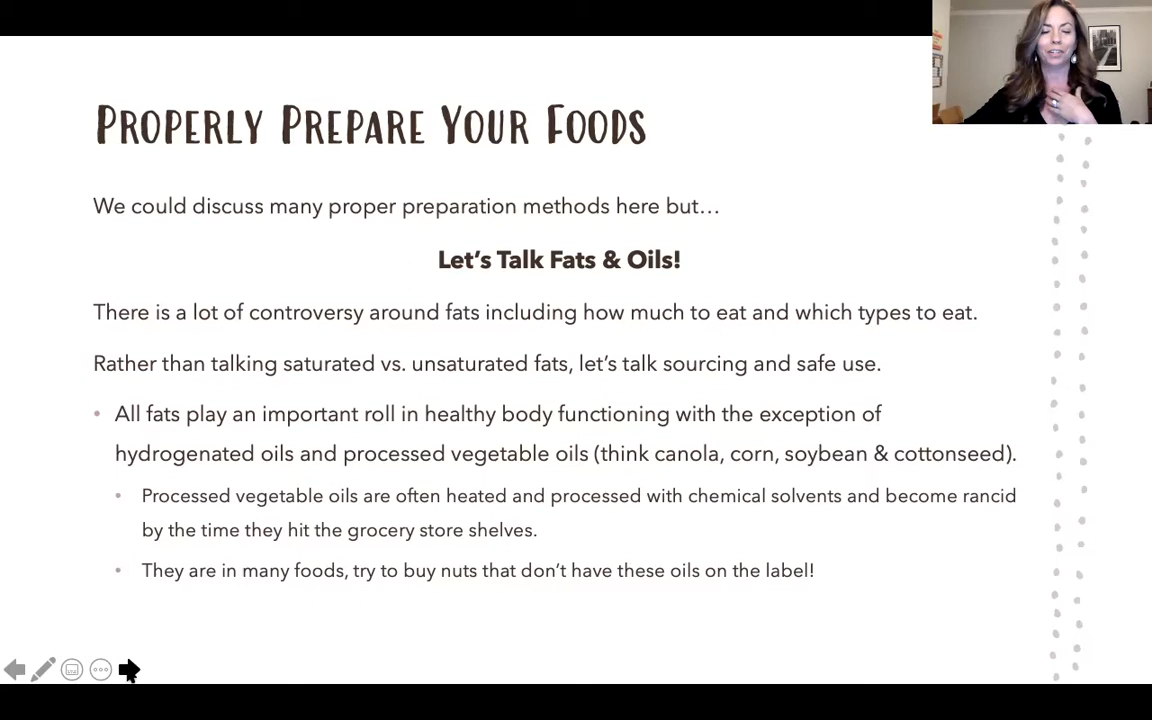 Properly Prepare Your Foods
We could discuss many proper preparation methods here but…
Let's Talk Fats & Oils!
There is a lot of controversy around fats including how much to eat and which types to eat.
Rather than talking saturated vs. unsaturated fats, let's talk sourcing and safe use.
• All fats play an important roll in healthy body functioning with the exception of
hydrogenated oils and processed vegetable oils (think canola, corn, soybean & cottonseed).
• Processed vegetable oils are often heated and processed with chemical solvents and become rancid
by the time they hit the grocery store shelves.
• They are in many foods, try to buy nuts that don't have these oils on the label!